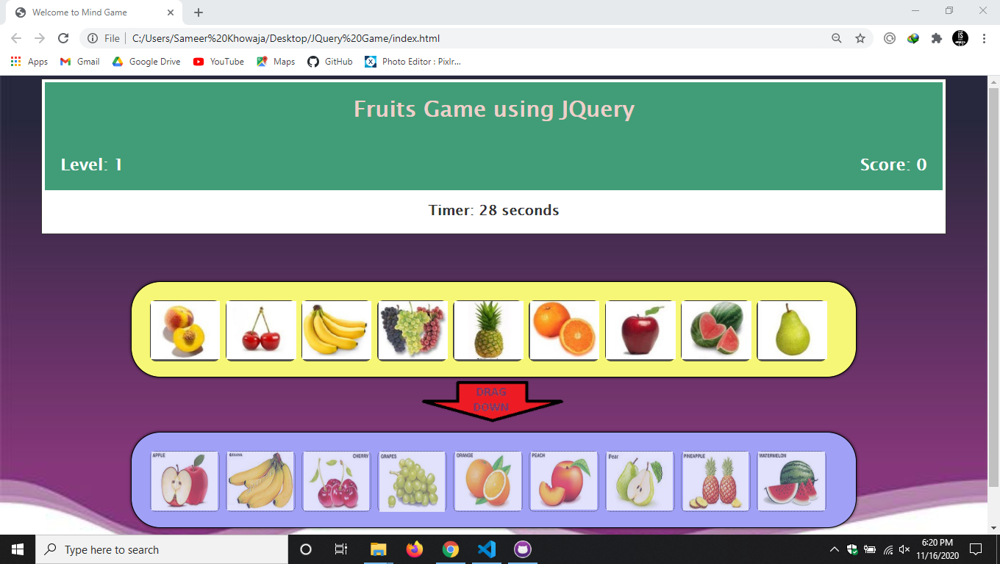 Welcome to Mind Game
File
C:/Users/Sameer%20Khowaja/Desktop/JQuery%20Game/index.html
Apps
Gmail
Google Drive
YouTube
Maps
GitHub
Photo Editor : Pixlr...
Fruits Game using JQuery
Level: 1
Score: 0
Timer: 28 seconds
DRAG
DOWN
APPLE
BANANA
CHERRY
GRAPES
ORANGE
PEACH
Pear
PINEAPPLE
WATERMELON
Type here to search
6:20 PM
11/16/2020